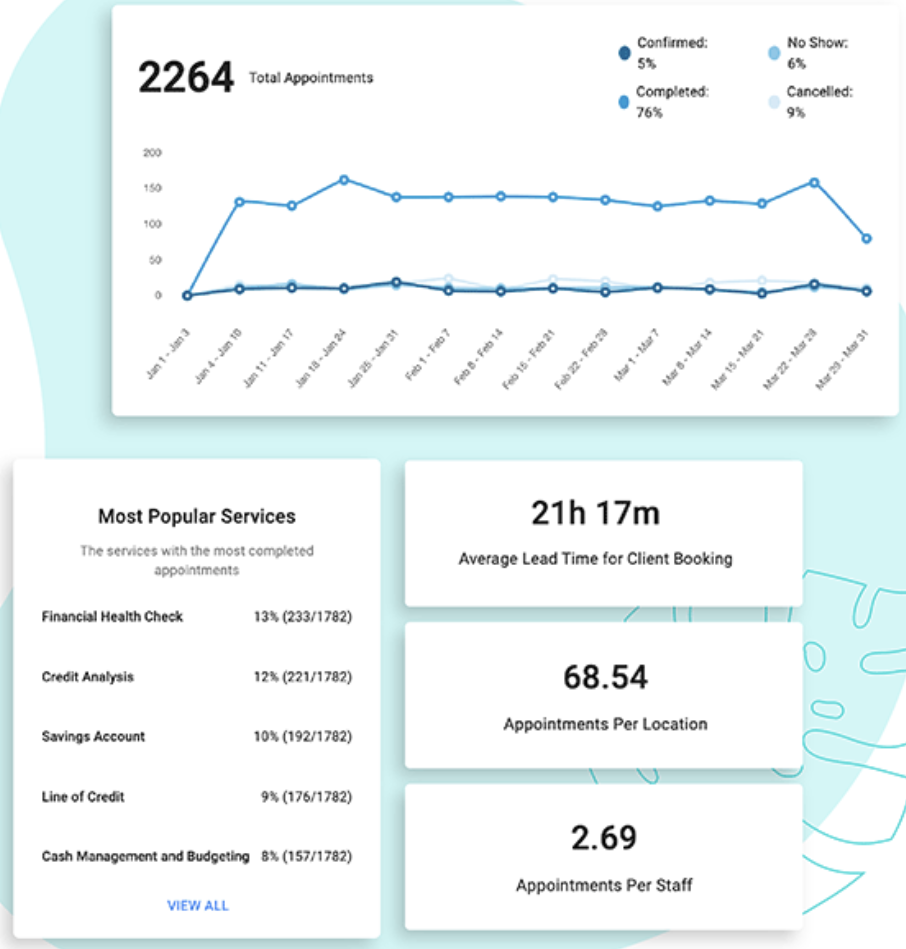 2264 Total Appointments
Confirmed:
5%
No Show:
6%
Completed:
76%
Cancelled:
9%
200
150
100
50
0
Jan 1 - Jan 3
Jan 4 - Jan 10
Jan 11 - Jan 17
Jan 18 - Jan 24
Jan 25 - Jan 31
Feb 1 - Feb 7
Feb 8 - Feb 14
Feb 15 - Feb 21
Feb 22 - Feb 29
Mar 1 - Mar 7
Mar 8 - Mar 14
Mar 15 - Mar 21
Mar 22 - Mar 28
Mar 29 - Mar 31
Most Popular Services
The services with the most completed
appointments
Financial Health Check 13% (233/1782)
Credit Analysis 12% (221/1782)
Savings Account 10% (192/1782)
Line of Credit 9% (176/1782)
Cash Management and Budgeting 8% (157/1782)
VIEW ALL
21h 17m
Average Lead Time for Client Booking
68.54
Appointments Per Location
2.69
Appointments Per Staff